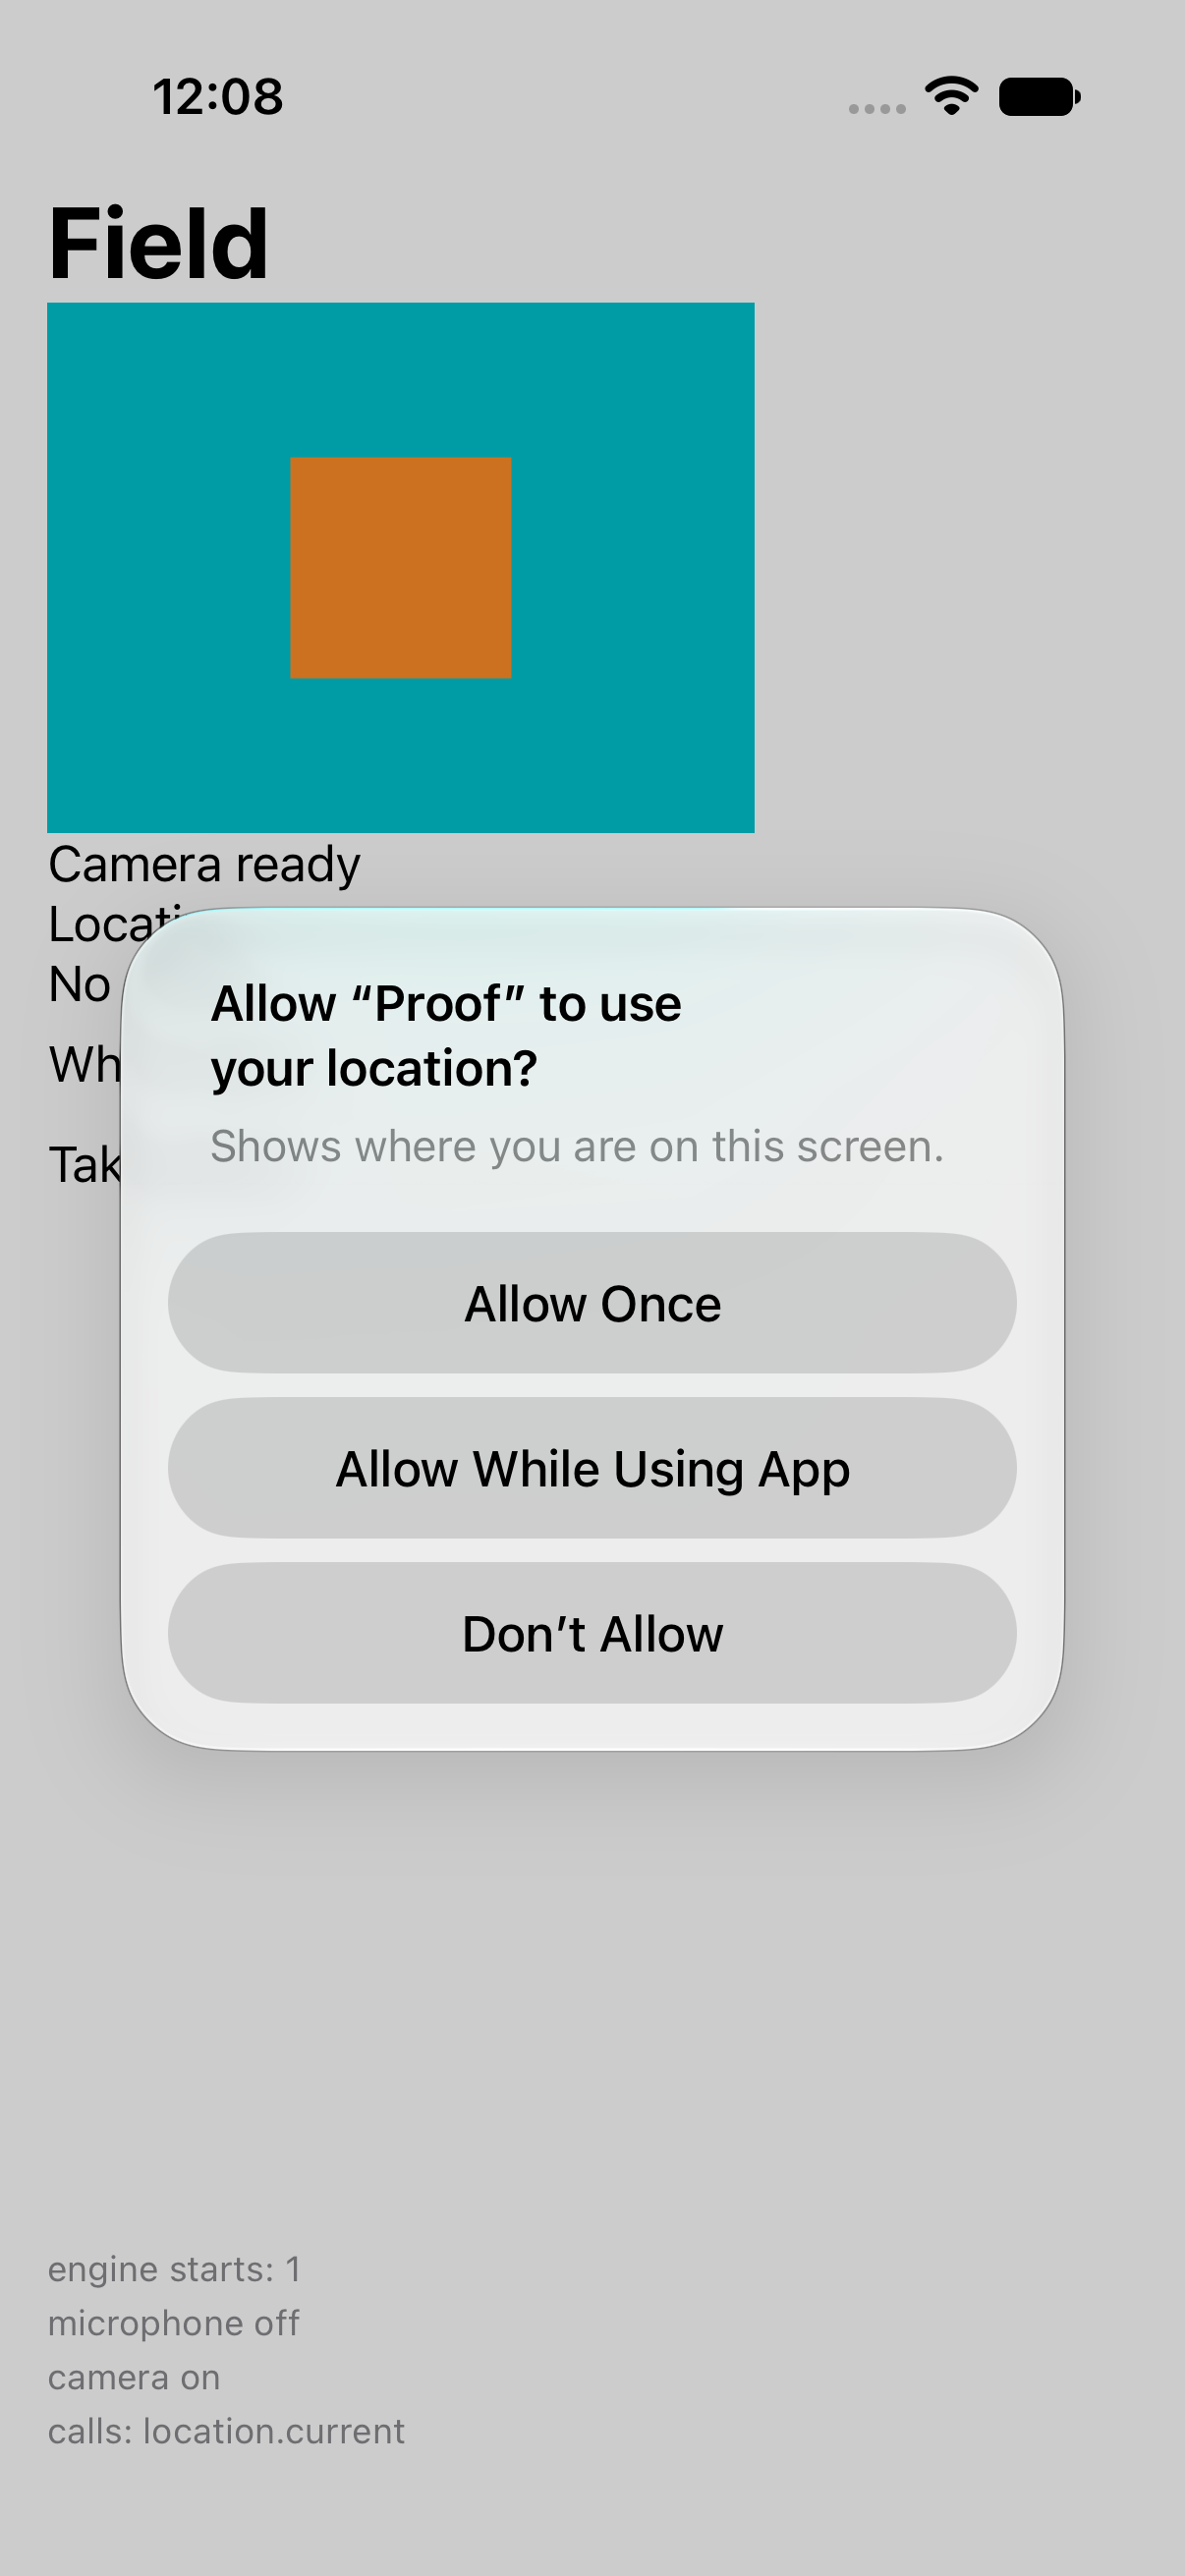 12:08
Field
Camera ready
No
Allow “Proof” to use
your location?
Shows where you are on this screen.
Allow Once
Allow While Using App
Don’t Allow
engine starts: 1
microphone off
camera on
calls: location.current